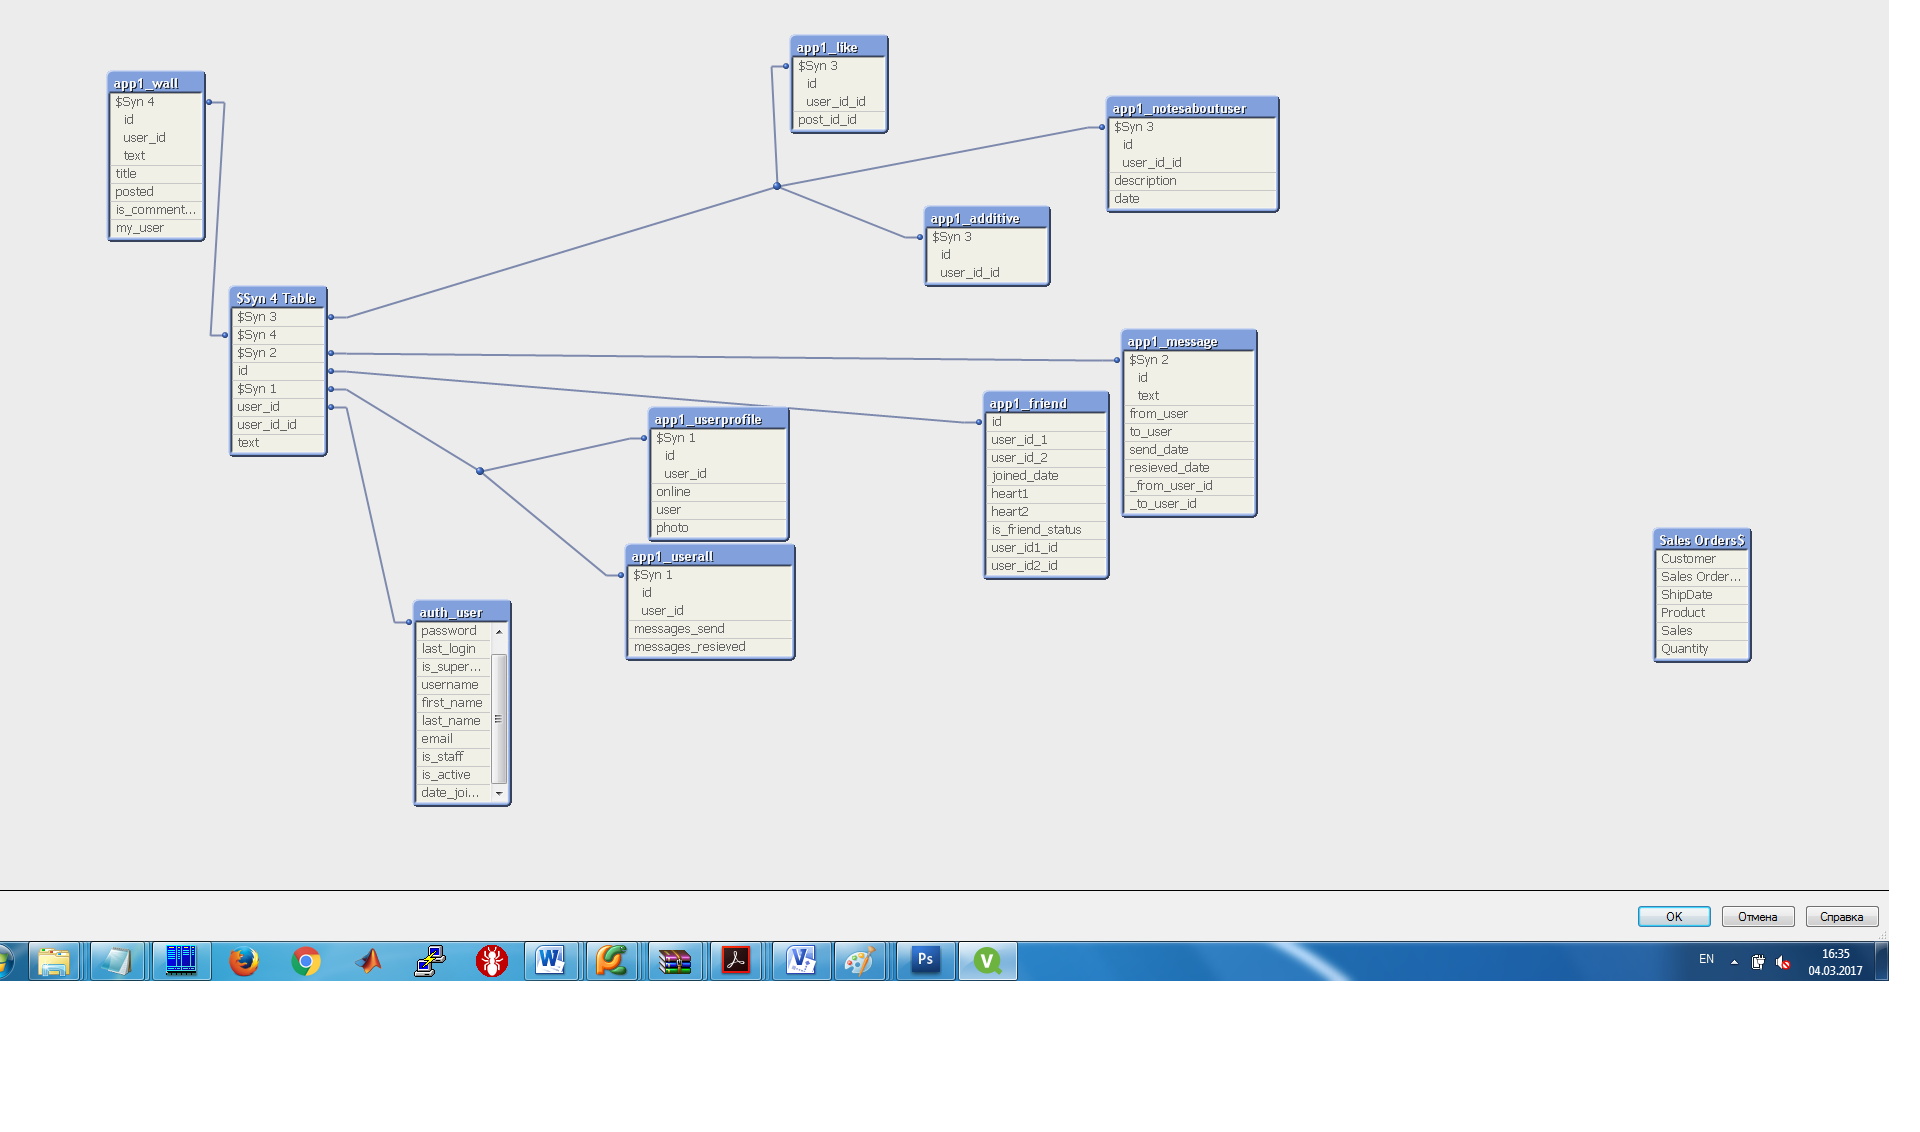 app1_wall
$Syn 4
id
user_id
text
title
posted
is_comment...
my_user
app1_like
$Syn 3
id
user_id_id
post_id_id
app1_notesaboutuser
$Syn 3
id
user_id_id
description
date
app1_additive
$Syn 3
id
user_id_id
$Syn 4 Table
$Syn 3
$Syn 4
$Syn 2
id
$Syn 1
user_id
user_id_id
text
app1_message
$Syn 2
id
text
from_user
to_user
send_date
resieved_date
_from_user_id
_to_user_id
app1_friend
id
user_id_1
user_id_2
joined_date
heart1
heart2
is_friend_status
user_id1_id
user_id2_id
app1_userprofile
$Syn 1
id
user_id
online
user
photo
app1_userall
$Syn 1
id
user_id
messages_send
messages_resieved
auth_user
password
last_login
is_super...
username
first_name
last_name
email
is_staff
is_active
date_joi...
Sales Orders$
Customer
Sales Order...
ShipDate
Product
Sales
Quantity
OK
Отмена
Справка
W
V
Ps
V
EN
16:35
04.03.2017